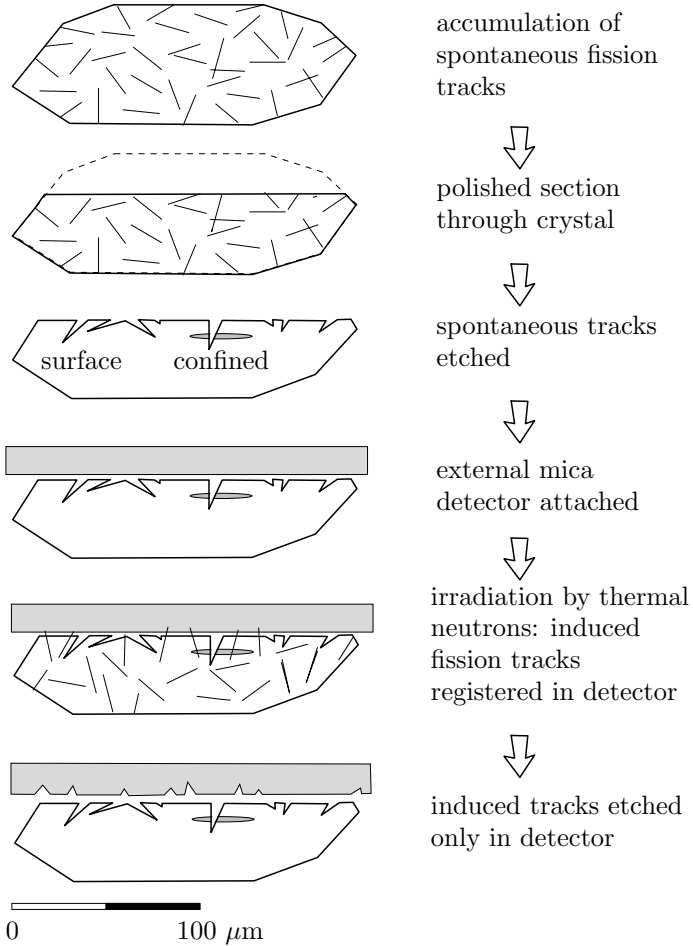 accumulation of
spontaneous fission
tracks
polished section
through crystal
spontaneous tracks
etched
surface
confined
external mica
detector attached
irradiation by thermal
neutrons: induced
fission tracks
registered in detector
induced tracks etched
only in detector
0
100 μm